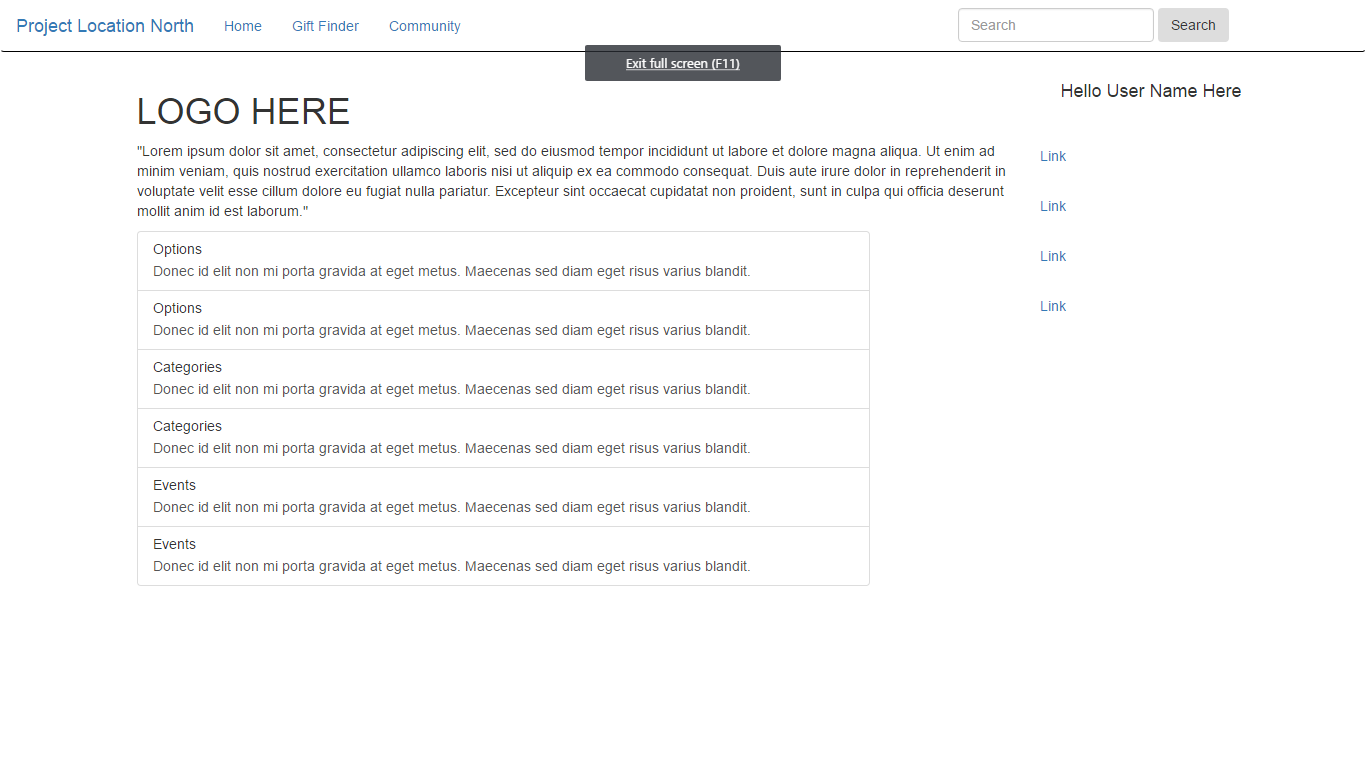 Project Location North Home Gift Finder Community Search Search
Exit full screen (F11)
Hello User Name Here
LOGO HERE
"Lorem ipsum dolor sit amet, consectetur adipiscing elit, sed do eiusmod tempor incididunt ut labore et dolore magna aliqua. Ut enim ad
minim veniam, quis nostrud exercitation ullamco laboris nisi ut aliquip ex ea commodo consequat. Duis aute irure dolor in reprehenderit in
voluptate velit esse cillum dolore eu fugiat nulla pariatur. Excepteur sint occaecat cupidatat non proident, sunt in culpa qui officia deserunt
mollit anim id est laborum."
Options
Donec id elit non mi porta gravida at eget metus. Maecenas sed diam eget risus varius blandit.
Options
Donec id elit non mi porta gravida at eget metus. Maecenas sed diam eget risus varius blandit.
Categories
Donec id elit non mi porta gravida at eget metus. Maecenas sed diam eget risus varius blandit.
Categories
Donec id elit non mi porta gravida at eget metus. Maecenas sed diam eget risus varius blandit.
Events
Donec id elit non mi porta gravida at eget metus. Maecenas sed diam eget risus varius blandit.
Events
Donec id elit non mi porta gravida at eget metus. Maecenas sed diam eget risus varius blandit.
Link
Link
Link
Link